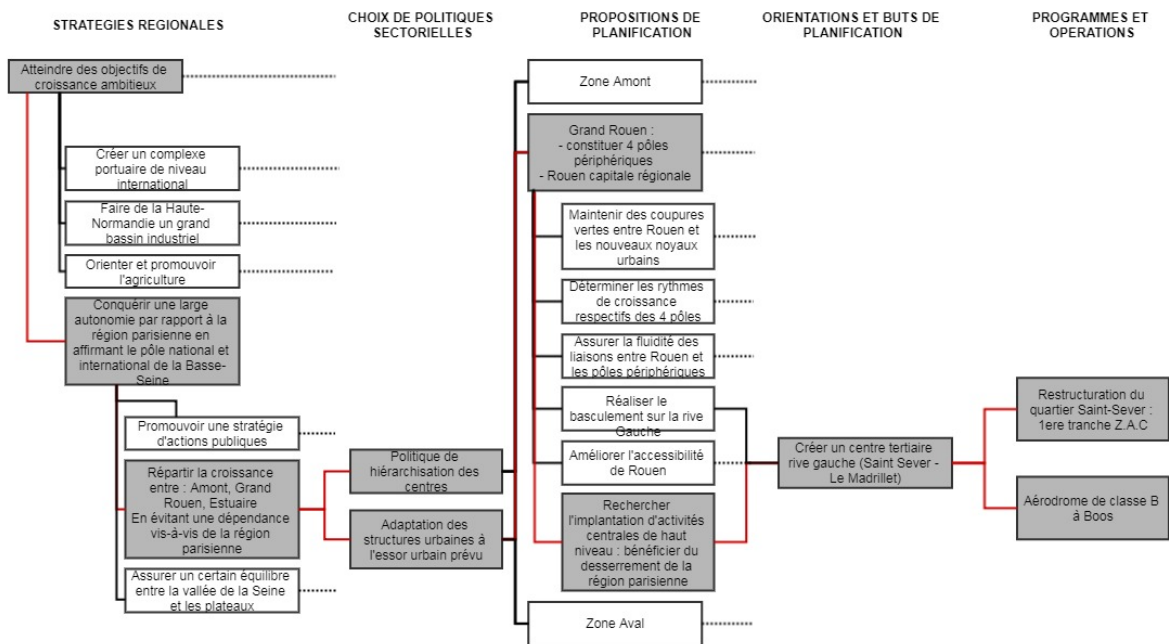 STRATEGIES REGIONALES
CHOIX DE POLITIQUES
SECTORIELLES
PROPOSITIONS DE
PLANIFICATION
ORIENTATIONS ET BUTS DE
PLANIFICATION
PROGRAMMES ET
OPERATIONS
Atteindre des objectifs de
croissance ambitieux
Créer un complexe
portuaire de niveau
international
Faire de la Haute-
Normandie un grand
bassin industriel
Orienter et promouvoir
l'agriculture
Conquérir une large
autonomie par rapport à la
région parisienne en
affirmant le pôle national et
international de la Basse-
Seine
Promouvoir une stratégie
d'actions publiques
Répartir la croissance
entre : Amont, Grand
Rouen, Estuaire
En évitant une dépendance
vis-à-vis de la région
parisienne
Assurer un certain équilibre
entre la vallée de la Seine
et les plateaux
Politique de
hiérarchisation des
centres
Adaptation des
structures urbaines à
l'essor urbain prévu
Zone Amont
Grand Rouen :
- constituer 4 pôles
périphériques
- Rouen capitale régionale
Maintenir des coupures
vertes entre Rouen et
les nouveaux noyaux
urbains
Déterminer les rythmes
de croissance
respectifs des 4 pôles
Assurer la fluidité des
liaisons entre Rouen et
les pôles périphériques
Réaliser le
basculement sur la rive
Gauche
Améliorer l'accessibilité
de Rouen
Rechercher
l'implantation d'activités
centrales de haut
niveau : bénéficier du
desserrement de la
région parisienne
Zone Aval
Créer un centre tertiaire
rive gauche (Saint Sever -
Le Madrillet)
Restructuration du
quartier Saint-Sever :
1ere tranche Z.A.C
Aérodrome de classe B
à Boos